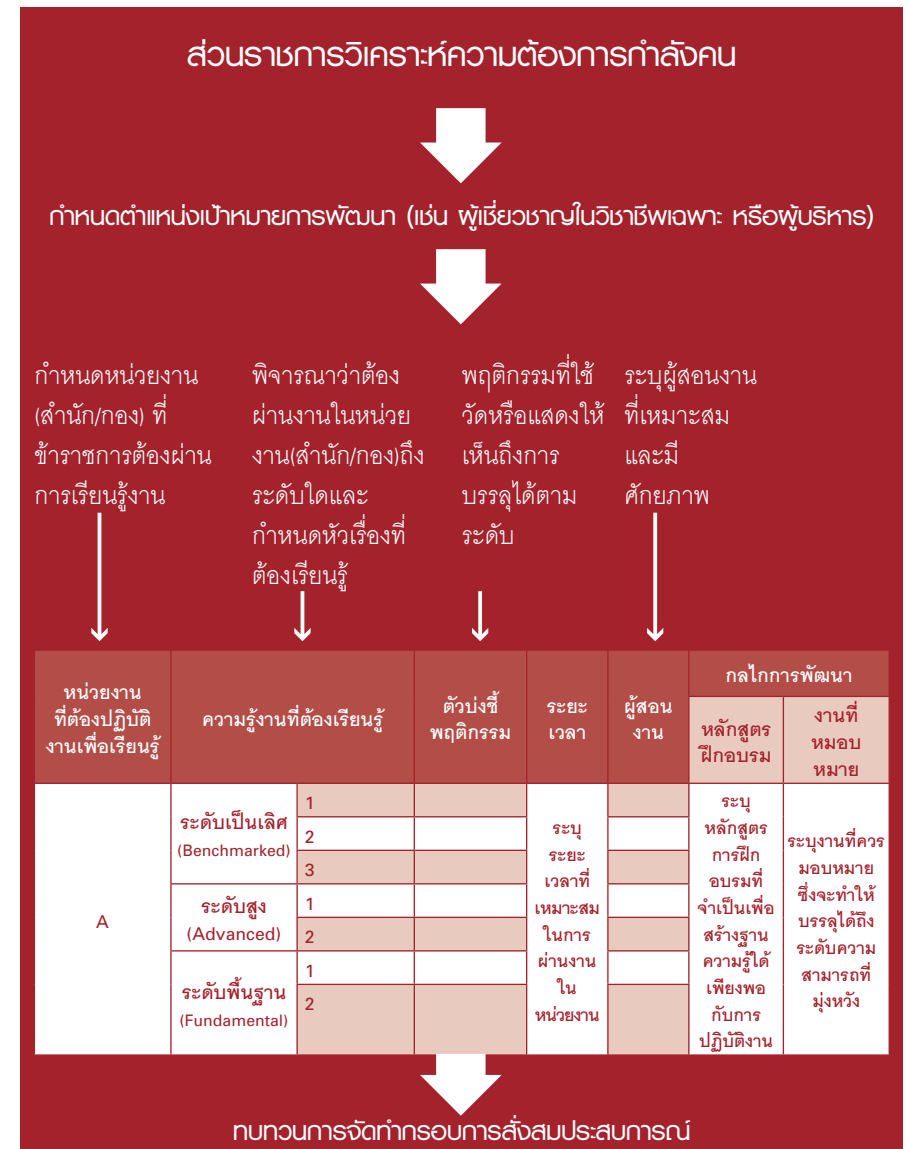 ส่วนราชการวิเคราะห์ความต้องการกำลังคน
กำหนดตำแหน่งเป้าหมายการพัฒนา (เช่น ผู้เชี่ยวชาญในวิชาชีพเฉพาะ หรือผู้บริหาร)
กำหนดหน่วยงาน
(สำนัก/กอง) ที่
ข้าราชการต้องผ่าน
การเรียนรู้งาน
พิจารณาว่าต้อง
ผ่านงานในหน่วย
งาน(สำนัก/กอง)ถึง
ระดับใดและ
กำหนดหัวเรื่องที่
ต้องเรียนรู้
พฤติกรรมที่ใช้
วัดหรือแสดงให้
เห็นถึงการ
บรรลุได้ตาม
ระดับ
ระบุผู้สอนงาน
ที่เหมาะสม
และมี
ศักยภาพ
หน่วยงาน
ที่ต้องปฏิบัติ
งานเพื่อเรียนรู้
ความรู้งานที่ต้องเรียนรู้
ตัวบ่งชี้
พฤติกรรม
ระยะ
เวลา
ผู้สอน
งาน
กลไกการพัฒนา
หลักสูตร
ฝึกอบรม
งานที่
หมอบ
หมาย
A
ระดับเป็นเลิศ
(Benchmarked)
1
2
3
ระดับสูง
(Advanced)
1
2
ระดับพื้นฐาน
(Fundamental)
1
2
ระบุ
ระยะ
เวลาที่
เหมาะสม
ในการ
ผ่านงาน
ใน
หน่วยงาน
ระบุ
หลักสูตร
การฝึก
อบรมที่
จำเป็นเพื่อ
สร้างฐาน
ความรู้ได้
เพียงพอ
กับการ
ปฏิบัติงาน
ระบุงานที่ควร
มอบหมาย
ซึ่งจะทำให้
บรรลุได้ถึง
ระดับความ
สามารถที่
มุ่งหวัง
ทบทวนการจัดทำกรอบการสั่งสมประสบการณ์